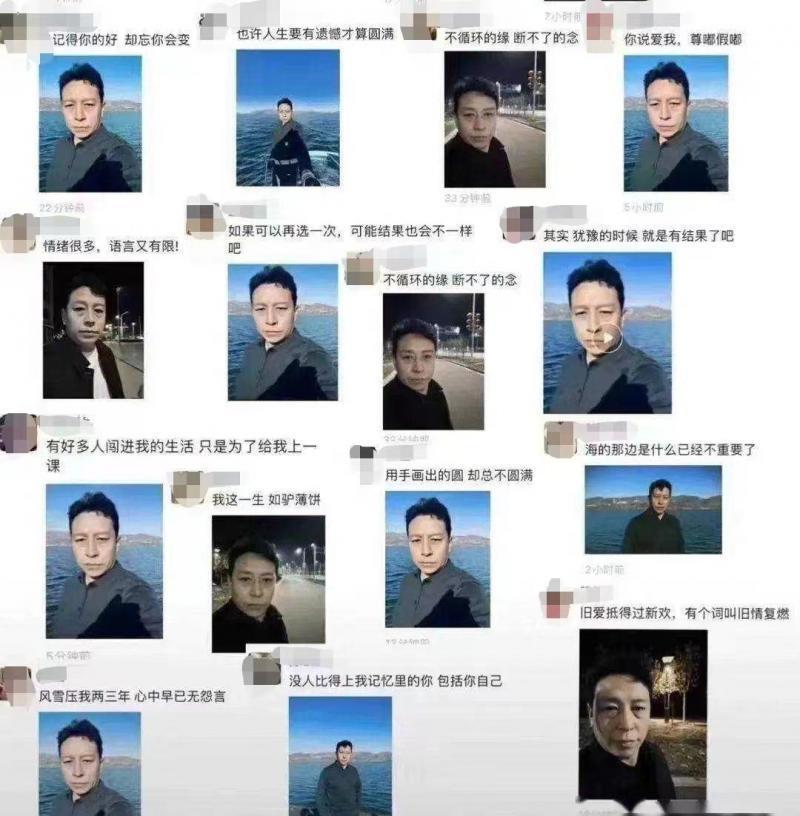 7小时前
记得你的好 却忘你会变
22分钟前
也许人生要有遗憾才算圆满
不循环的缘 断不了的念
33分钟前
你说爱我，尊嘟假嘟
5小时前
情绪很多，语言又有限!
如果可以再选一次，可能结果也会不一样
吧
不循环的缘 断不了的念
其实 犹豫的时候 就是有结果了吧
有好多人闯进我的生活 只是为了给我上一
课
5分钟前
我这一生 如驴薄饼
用手画出的圆 却总不圆满
海的那边是什么已经不重要了
2小时前
旧爱抵得过新欢，有个词叫旧情复燃
风雪压我两三年 心中早已无怨言
没人比得上我记忆里的你 包括你自己